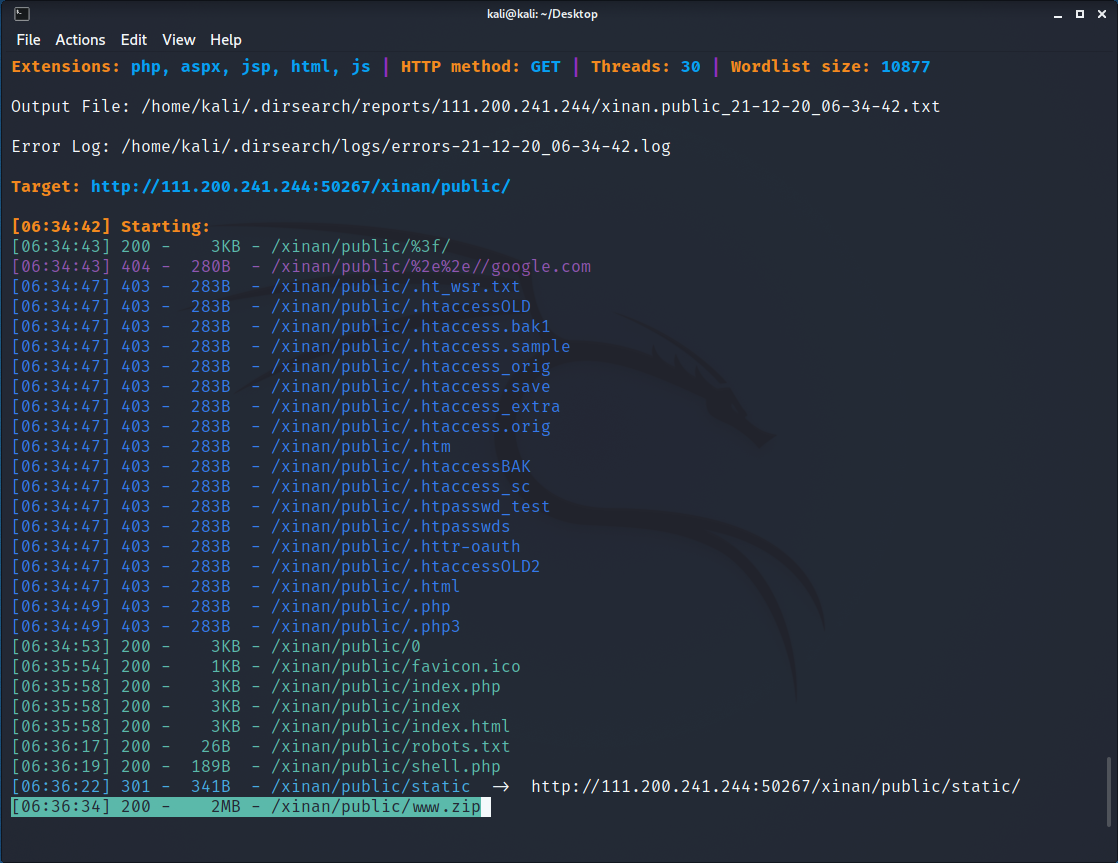 kali@kali: ~/Desktop
File Actions Edit View Help
Extensions: php, aspx, jsp, html, js | HTTP method: GET | Threads: 30 | Wordlist size: 10877
Output File: /home/kali/.dirsearch/reports/111.200.241.244/xinan.public_21-12-20_06-34-42.txt
Error Log: /home/kali/.dirsearch/logs/errors-21-12-20_06-34-42.log
Target: http://111.200.241.244:50267/xinan/public/
[06:34:42] Starting:
[06:34:43] 200 -    3KB - /xinan/public/%3f/
[06:34:43] 404 -  280B  - /xinan/public/%2e%2e//google.com
[06:34:47] 403 -  283B  - /xinan/public/.ht_wsr.txt
[06:34:47] 403 -  283B  - /xinan/public/.htaccessOLD
[06:34:47] 403 -  283B  - /xinan/public/.htaccess.bak1
[06:34:47] 403 -  283B  - /xinan/public/.htaccess.sample
[06:34:47] 403 -  283B  - /xinan/public/.htaccess_orig
[06:34:47] 403 -  283B  - /xinan/public/.htaccess.save
[06:34:47] 403 -  283B  - /xinan/public/.htaccess_extra
[06:34:47] 403 -  283B  - /xinan/public/.htaccess.orig
[06:34:47] 403 -  283B  - /xinan/public/.htm
[06:34:47] 403 -  283B  - /xinan/public/.htaccessBAK
[06:34:47] 403 -  283B  - /xinan/public/.htaccess_sc
[06:34:47] 403 -  283B  - /xinan/public/.htpasswd_test
[06:34:47] 403 -  283B  - /xinan/public/.htpasswds
[06:34:47] 403 -  283B  - /xinan/public/.httr-oauth
[06:34:47] 403 -  283B  - /xinan/public/.htaccessOLD2
[06:34:47] 403 -  283B  - /xinan/public/.html
[06:34:49] 403 -  283B  - /xinan/public/.php
[06:34:49] 403 -  283B  - /xinan/public/.php3
[06:34:53] 200 -    3KB - /xinan/public/0
[06:35:54] 200 -    1KB - /xinan/public/favicon.ico
[06:35:58] 200 -    3KB - /xinan/public/index.php
[06:35:58] 200 -    3KB - /xinan/public/index
[06:35:58] 200 -    3KB - /xinan/public/index.html
[06:36:17] 200 -   26B  - /xinan/public/robots.txt
[06:36:19] 200 -  189B  - /xinan/public/shell.php
[06:36:22] 301 -  341B  - /xinan/public/static  →  http://111.200.241.244:50267/xinan/public/static/
[06:36:34] 200 -    2MB - /xinan/public/www.zip